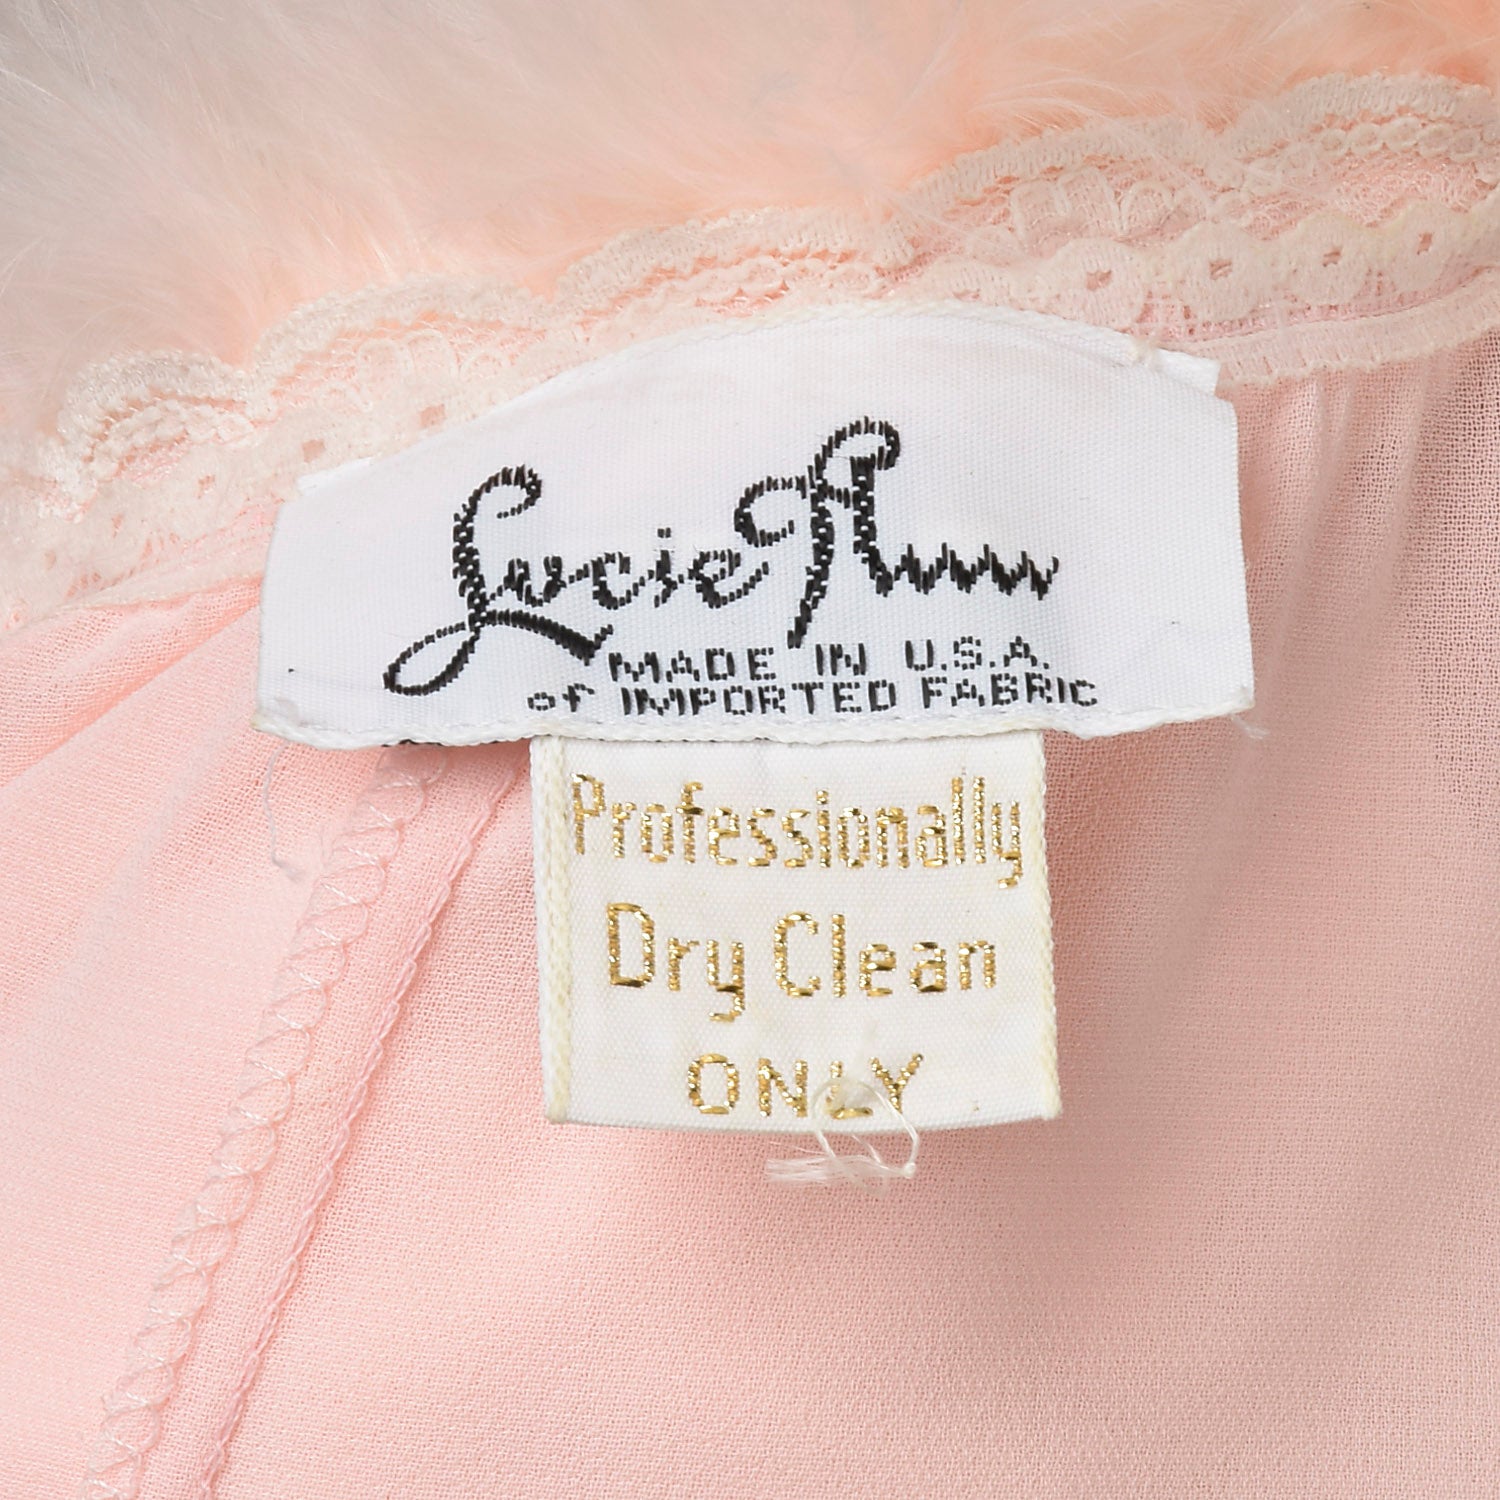 Lucie Ann
MADE IN U.S.A.
of IMPORTED FABRIC
Professionally
Dry Clean
ONLY